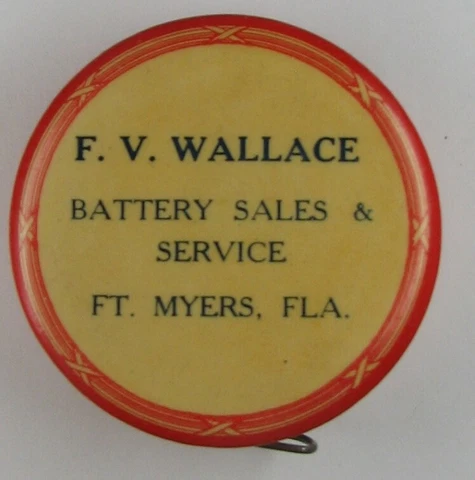 F. V. WALLACE
BATTERY SALES &
SERVICE
FT. MYERS, FLA.